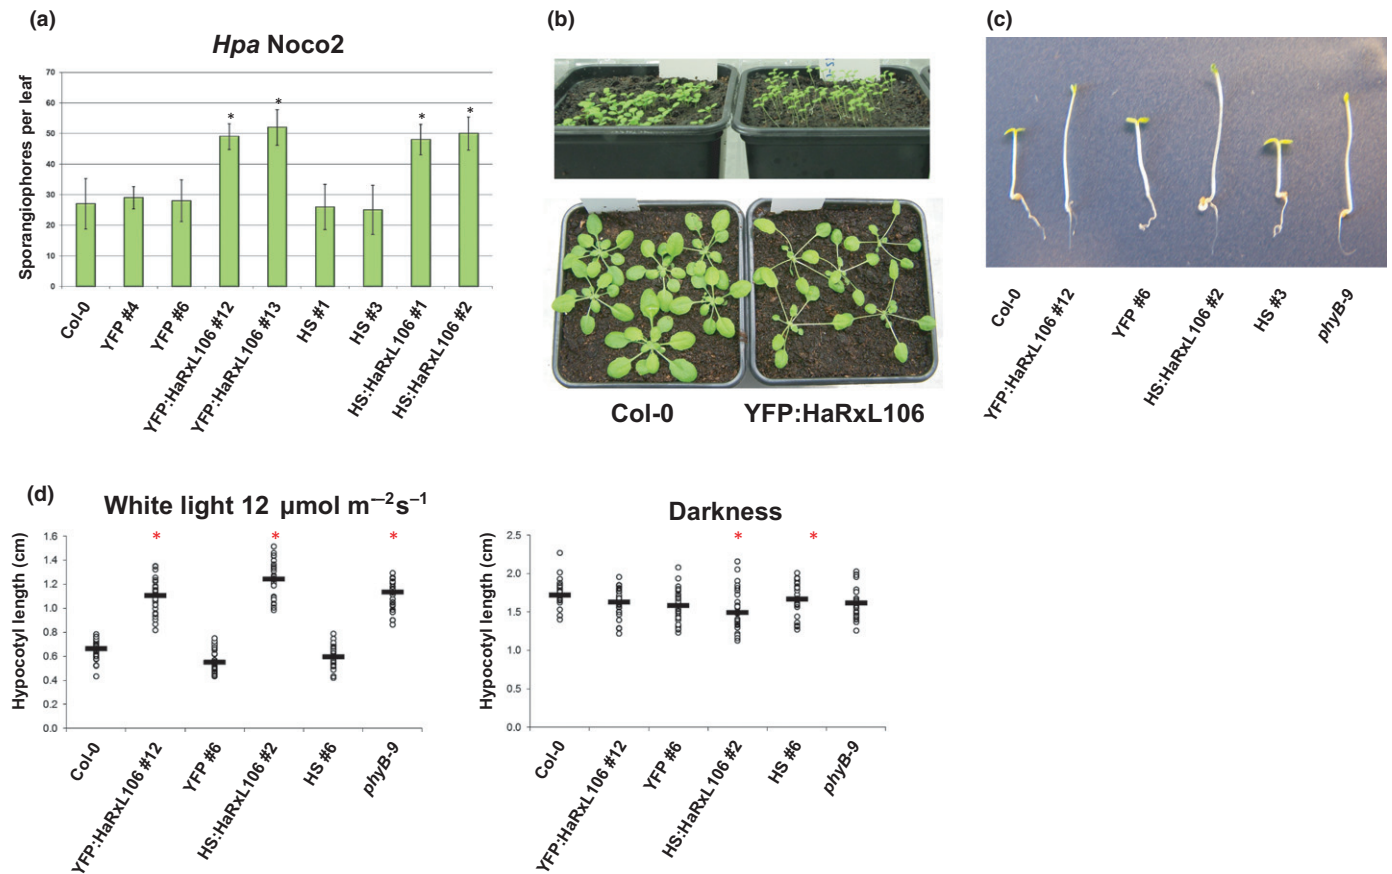 (a)
Hpa Noco2
Sporangiophores per leaf
70
60
50
40
30
20
10
0
* * * *
Col-0
YFP #4
YFP #6
YFP:HaRxL106 #12
YFP:HaRxL106 #13
HS #1
HS #3
HS:HaRxL106 #1
HS:HaRxL106 #2
(b)
Col-0
YFP:HaRxL106
(c)
Col-0
YFP:HaRxL106 #12
YFP #6
HS:HaRxL106 #2
HS #3
phyB-9
(d)
White light 12 µmol m—2s–1
Hypocotyl length (cm)
1.6
1.4
1.2
1.0
0.8
0.6
0.4
0.2
0.0
* * *
Col-0
YFP:HaRxL106 #12
YFP #6
HS:HaRxL106 #2
HS #6
phyB-9
Darkness
Hypocotyl length (cm)
2.5
2.0
1.5
1.0
0.5
0.0
* *
Col-0
YFP:HaRxL106 #12
YFP #6
HS:HaRxL106 #2
HS #6
phyB-9